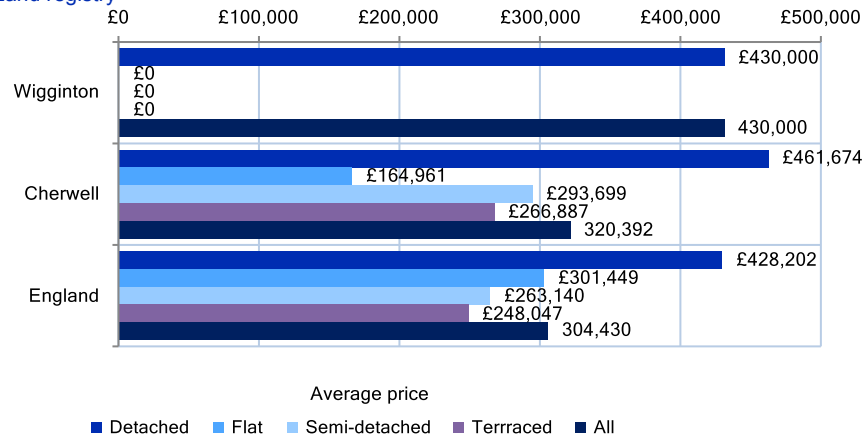 registry
£0 £100,000 £200,000 £300,000 £400,000 £500,000
Wigginton
£430,000
£0
£0
£0
430,000
Cherwell
£461,674
£164,961
£293,699
£266,887
320,392
England
£428,202
£301,449
£263,140
£248,047
304,430
Average price
Detached Flat Semi-detached Terrraced All